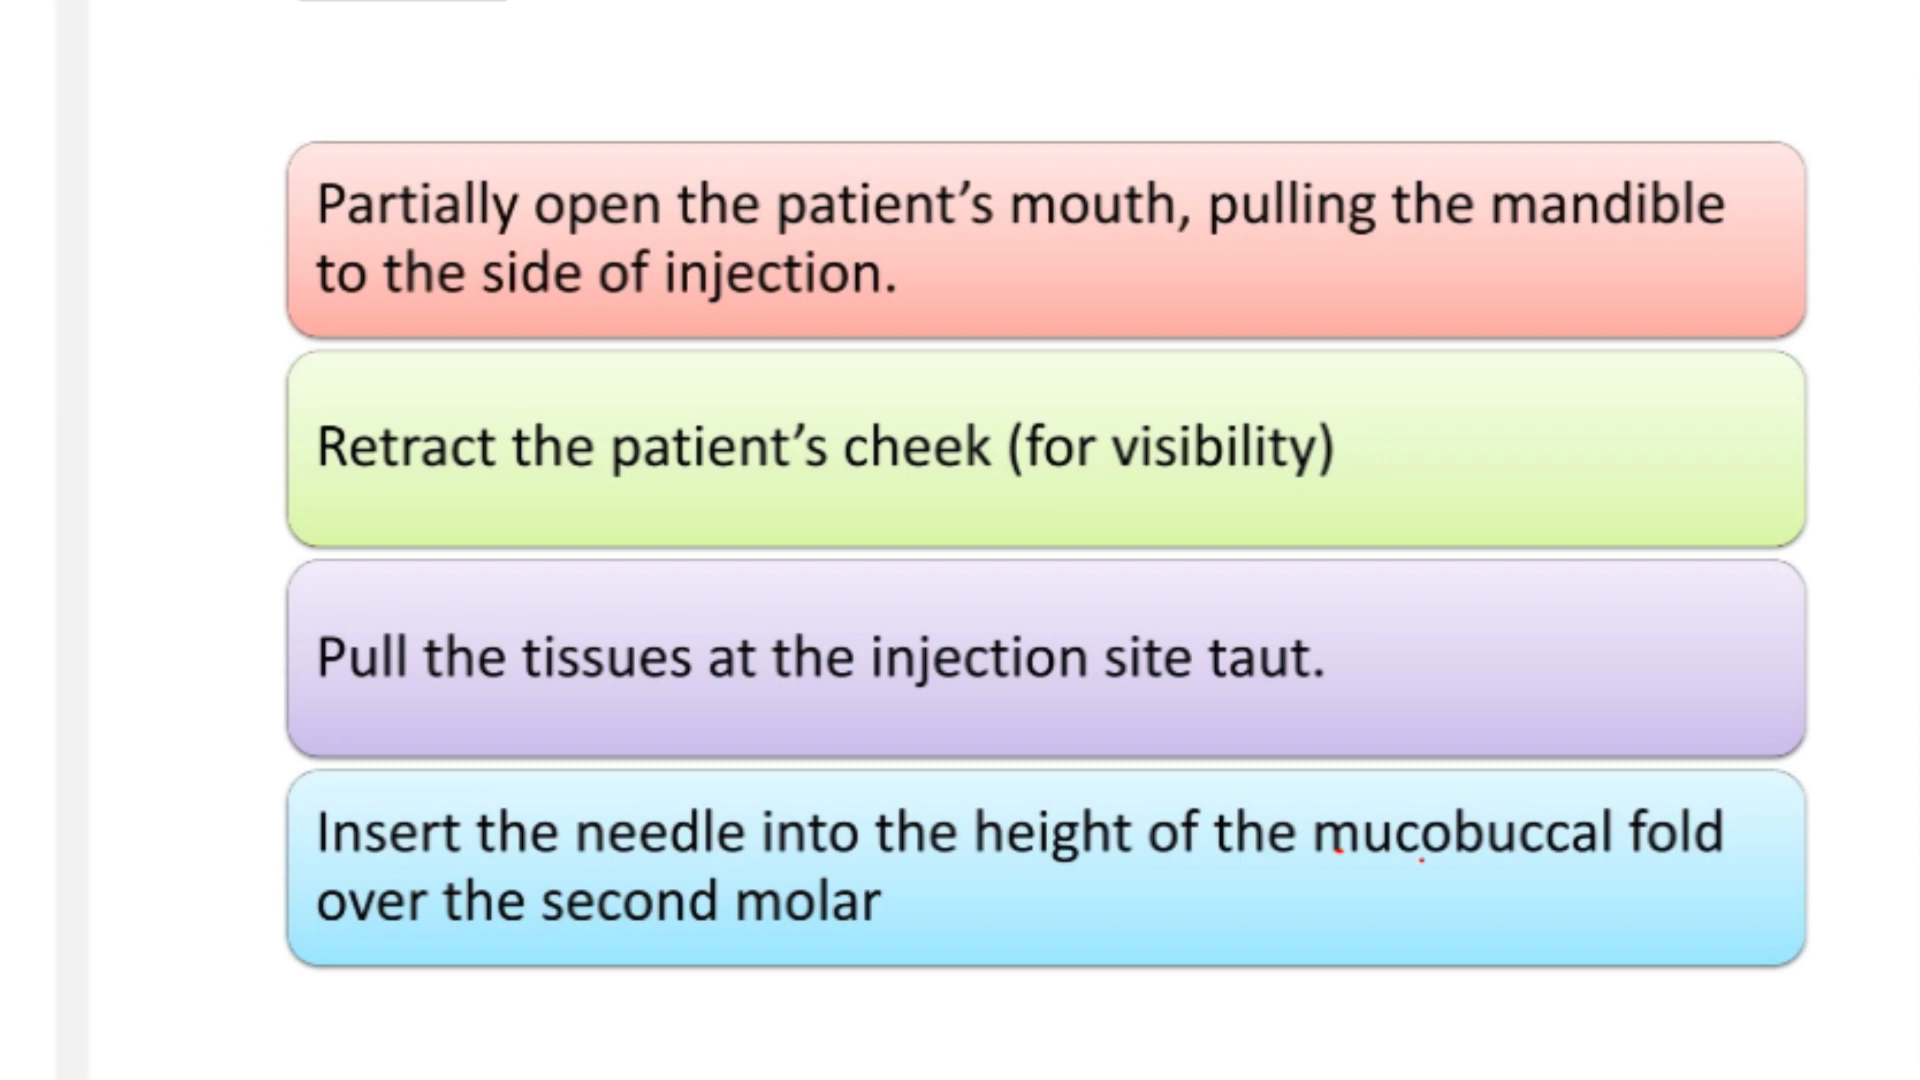 Partially open the patient’s mouth, pulling the mandible
to the side of injection.
Retract the patient’s cheek (for visibility)
Pull the tissues at the injection site taut.
Insert the needle into the height of the mucobuccal fold
over the second molar